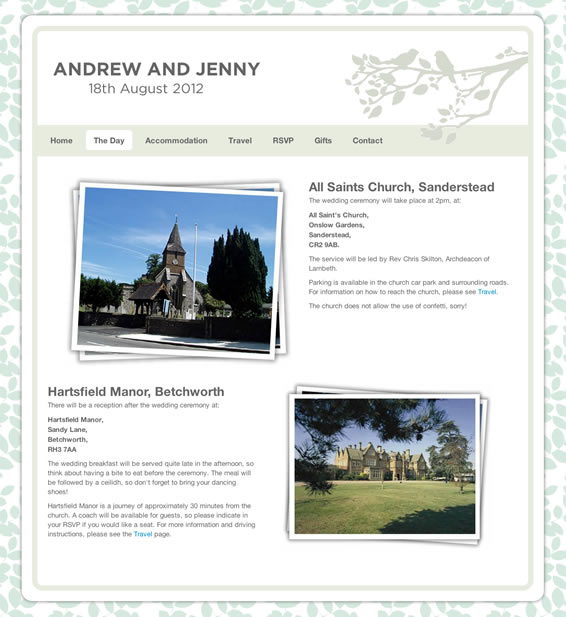 ANDREW AND JENNY
18th August 2012
Home The Day Accommodation Travel RSVP Gifts Contact
All Saints Church, Sanderstead
The wedding ceremony will take place at 2pm, at:
All Saint's Church,
Onslow Gardens,
Sanderstead,
CR2 9AB.
The service will be led by Rev Chris Skilton, Archdeacon of
Lambeth.
Parking is available in the church car park and surrounding roads.
For information on how to reach the church, please see Travel.
The church does not allow the use of confetti, sorry!
Hartsfield Manor, Betchworth
There will be a reception after the wedding ceremony at:
Hartsfield Manor,
Sandy Lane,
Betchworth,
RH3 7AA
The wedding breakfast will be served quite late in the afternoon, so
think about having a bite to eat before the ceremony. The meal will
be followed by a ceilidh, so don't forget to bring your dancing
shoes!
Hartsfield Manor is a journey of approximately 30 minutes from the
church. A coach will be available for guests, so please indicate in
your RSVP if you would like a seat. For more information and driving
instructions, please see the Travel page.